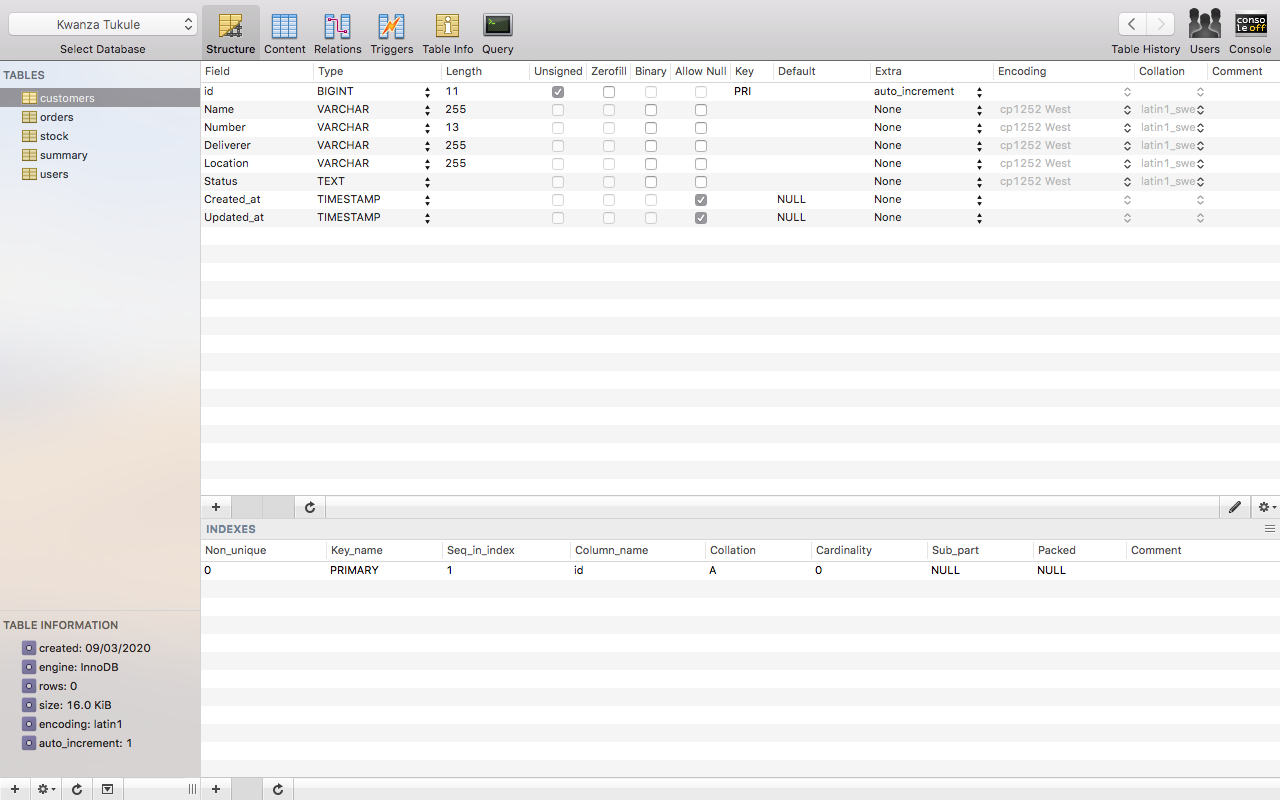 Kwanza Tukule
Select Database
Structure Content Relations Triggers Table Info Query
Table History Users Console
conso
le off
TABLES
customers
orders
stock
summary
users
Field Type Length Unsigned Zerofill Binary Allow Null Key Default Extra Encoding Collation Comment
id BIGINT 11 PRI auto_increment
Name VARCHAR 255 None cp1252 West latin1_swe
Number VARCHAR 13 None cp1252 West latin1_swe
Deliverer VARCHAR 255 None cp1252 West latin1_swe
Location VARCHAR 255 None cp1252 West latin1_swe
Status TEXT None cp1252 West latin1_swe
Created_at TIMESTAMP NULL None
Updated_at TIMESTAMP NULL None
INDEXES
Non_unique Key_name Seq_in_index Column_name Collation Cardinality Sub_part Packed Comment
0 PRIMARY 1 id A 0 NULL NULL
TABLE INFORMATION
created: 09/03/2020
engine: InnoDB
rows: 0
size: 16.0 KiB
encoding: latin1
auto_increment: 1